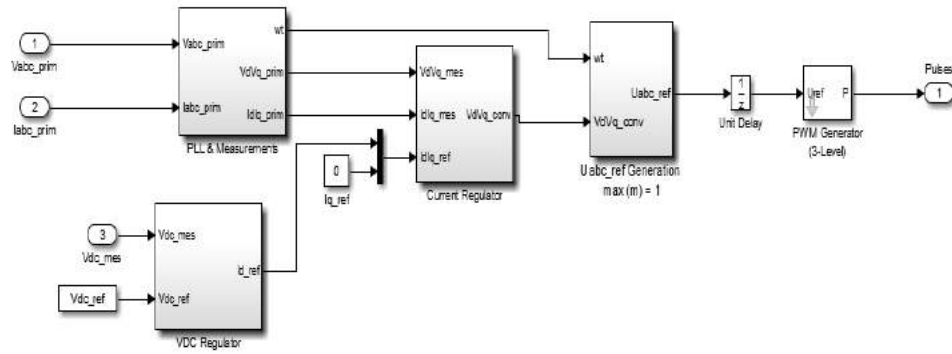 1
Vabc_prim
2
Iabc_prim
Vabc_prim
Iabc_prim
wt
VdVq_prim
IdIq_prim
PLL & Measurements
VdVq_mes
IdIq_mes
IdIq_ref
VdVq_conv
Current Regulator
0
Iq_ref
3
Vdc_mes
Vdc_ref
Vdc_mes
Vdc_ref
Id_ref
VDC Regulator
wt
VdVq_conv
Uabc_ref
Uabc_ref Generation
max (m) = 1
1
z
Unit Delay
Uref
P
PWM Generator
(3-Level)
Pulses
1